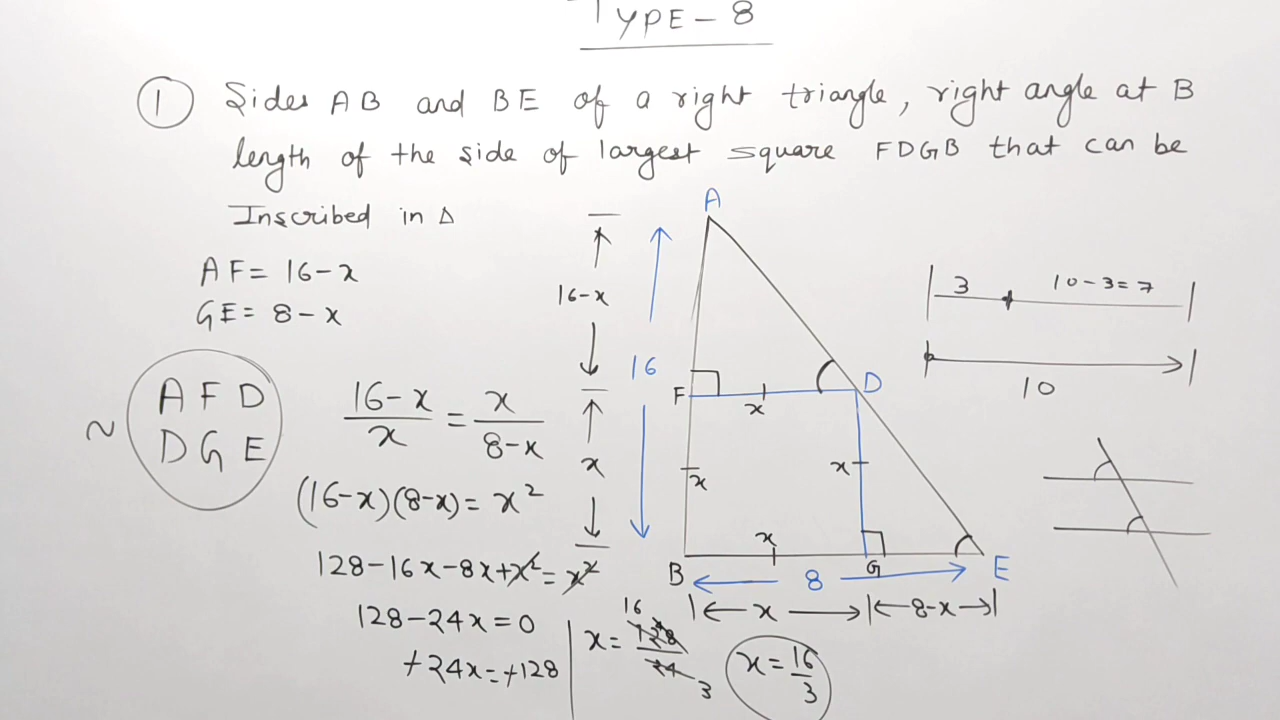 TYPE - 8
① Sides AB and BE of a right triangle, right angle at B
length of the side of largest square FDGB that can be
Inscribed in Δ
AF = 16-x
GE = 8-x
~ AFD
DGE
16-x / x = x / 8-x
(16-x)(8-x) = x²
128-16x-8x+x² = x²
128-24x = 0
+24x = +128
x = 128/24 16 3
x = 16/3
A
16-x
16
F
x
D
x
x
x
x
B
8
G
E
x
8-x
3
10-3=7
10